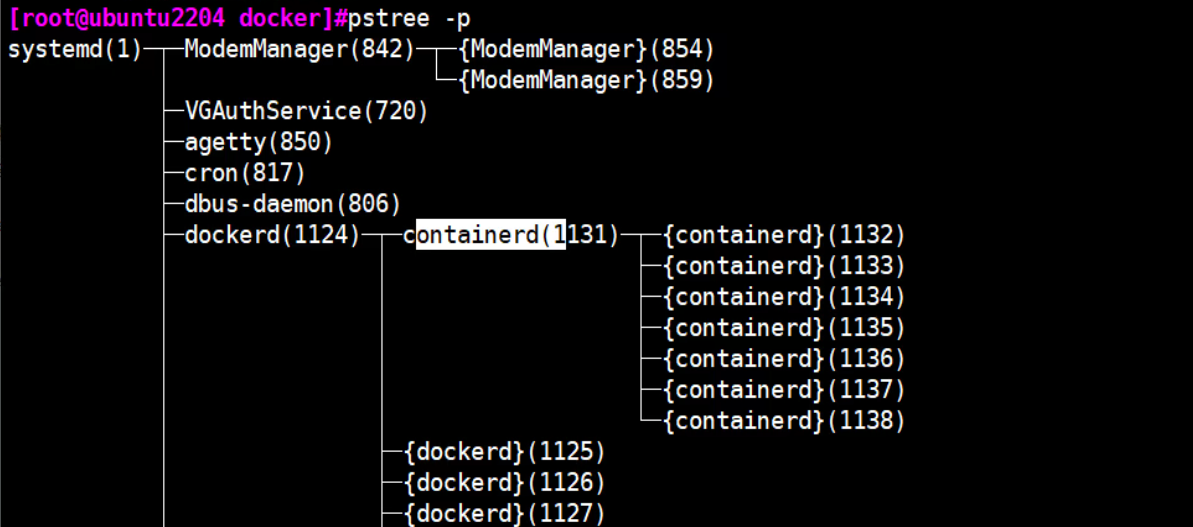 [root@ubuntu2204 docker]#pstree -p
systemd(1)─┬─ModemManager(842)─┬─{ModemManager}(854)
           │                   └─{ModemManager}(859)
           ├─VGAuthService(720)
           ├─agetty(850)
           ├─cron(817)
           ├─dbus-daemon(806)
           ├─dockerd(1124)─┬─containerd(1131)─┬─{containerd}(1132)
           │               │                  ├─{containerd}(1133)
           │               │                  ├─{containerd}(1134)
           │               │                  ├─{containerd}(1135)
           │               │                  ├─{containerd}(1136)
           │               │                  ├─{containerd}(1137)
           │               │                  └─{containerd}(1138)
           │               ├─{dockerd}(1125)
           │               ├─{dockerd}(1126)
           │               ├─{dockerd}(1127)